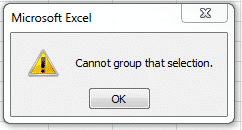 Microsoft Excel
Cannot group that selection.
OK